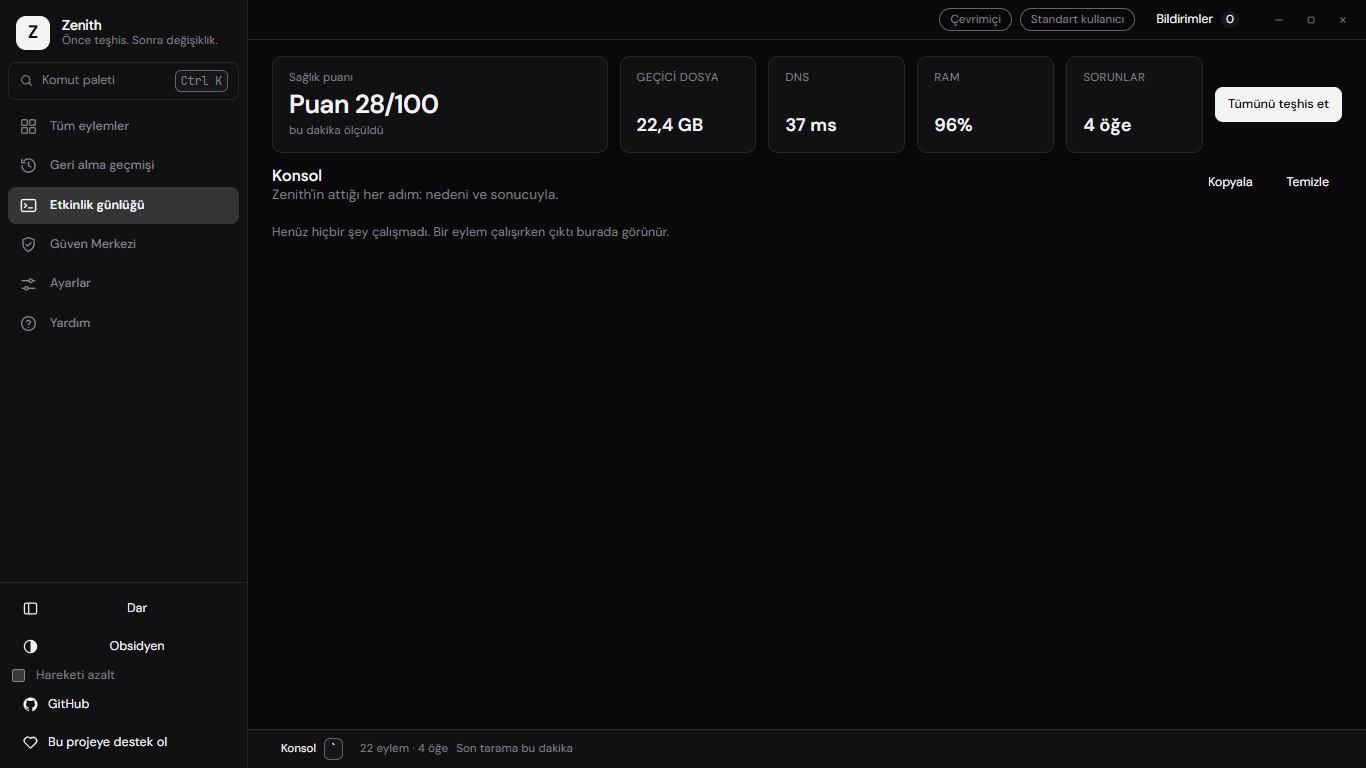 Z
Zenith
Önce teşhis. Sonra değişiklik.
Komut paleti
Ctrl K
Tüm eylemler
Geri alma geçmişi
Etkinlik günlüğü
Güven Merkezi
Ayarlar
Yardım
Dar
Obsidyen
Hareketi azalt
GitHub
Bu projeye destek ol
Çevrimiçi
Standart kullanıcı
Bildirimler 0
Sağlık puanı
Puan 28/100
bu dakika ölçüldü
GEÇİCİ DOSYA
22,4 GB
DNS
37 ms
RAM
96%
SORUNLAR
4 öğe
Tümünü teşhis et
Konsol
Zenith'in attığı her adım: nedeni ve sonucuyla.
Kopyala
Temizle
Henüz hiçbir şey çalışmadı. Bir eylem çalışırken çıktı burada görünür.
Konsol ` 22 eylem · 4 öğe Son tarama bu dakika